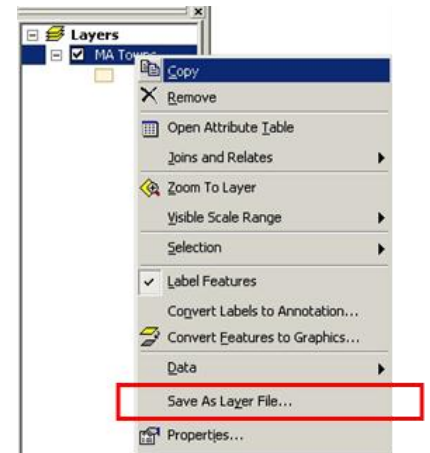 Layers
MA Towns
Copy
Remove
Open Attribute Table
Joins and Relates
Zoom To Layer
Visible Scale Range
Selection
Label Features
Convert Labels to Annotation...
Convert Features to Graphics...
Data
Save As Layer File...
Properties...